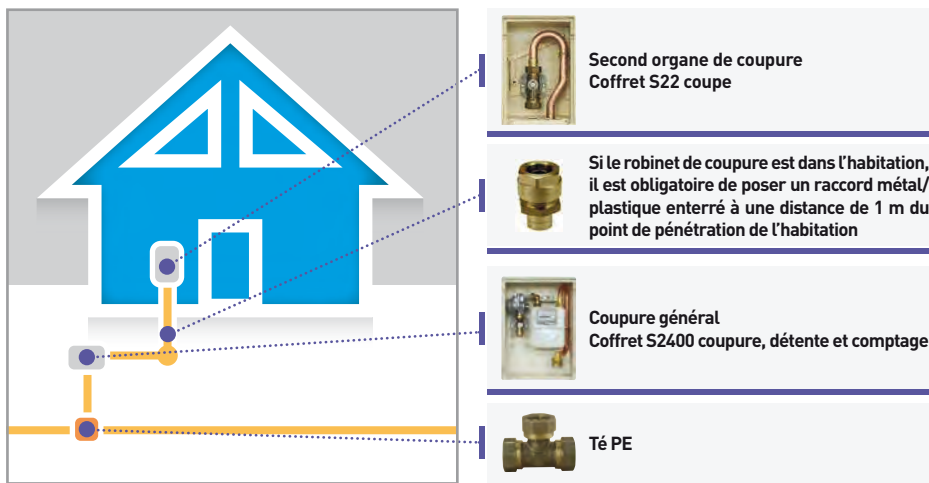 Second organe de coupure
Coffret S22 coupe
Si le robinet de coupure est dans l'habitation,
il est obligatoire de poser un raccord métal/
plastique enterré à une distance de 1 m du
point de pénétration de l'habitation
Coupure général
Coffret S2400 coupure, détente et comptage
Té PE